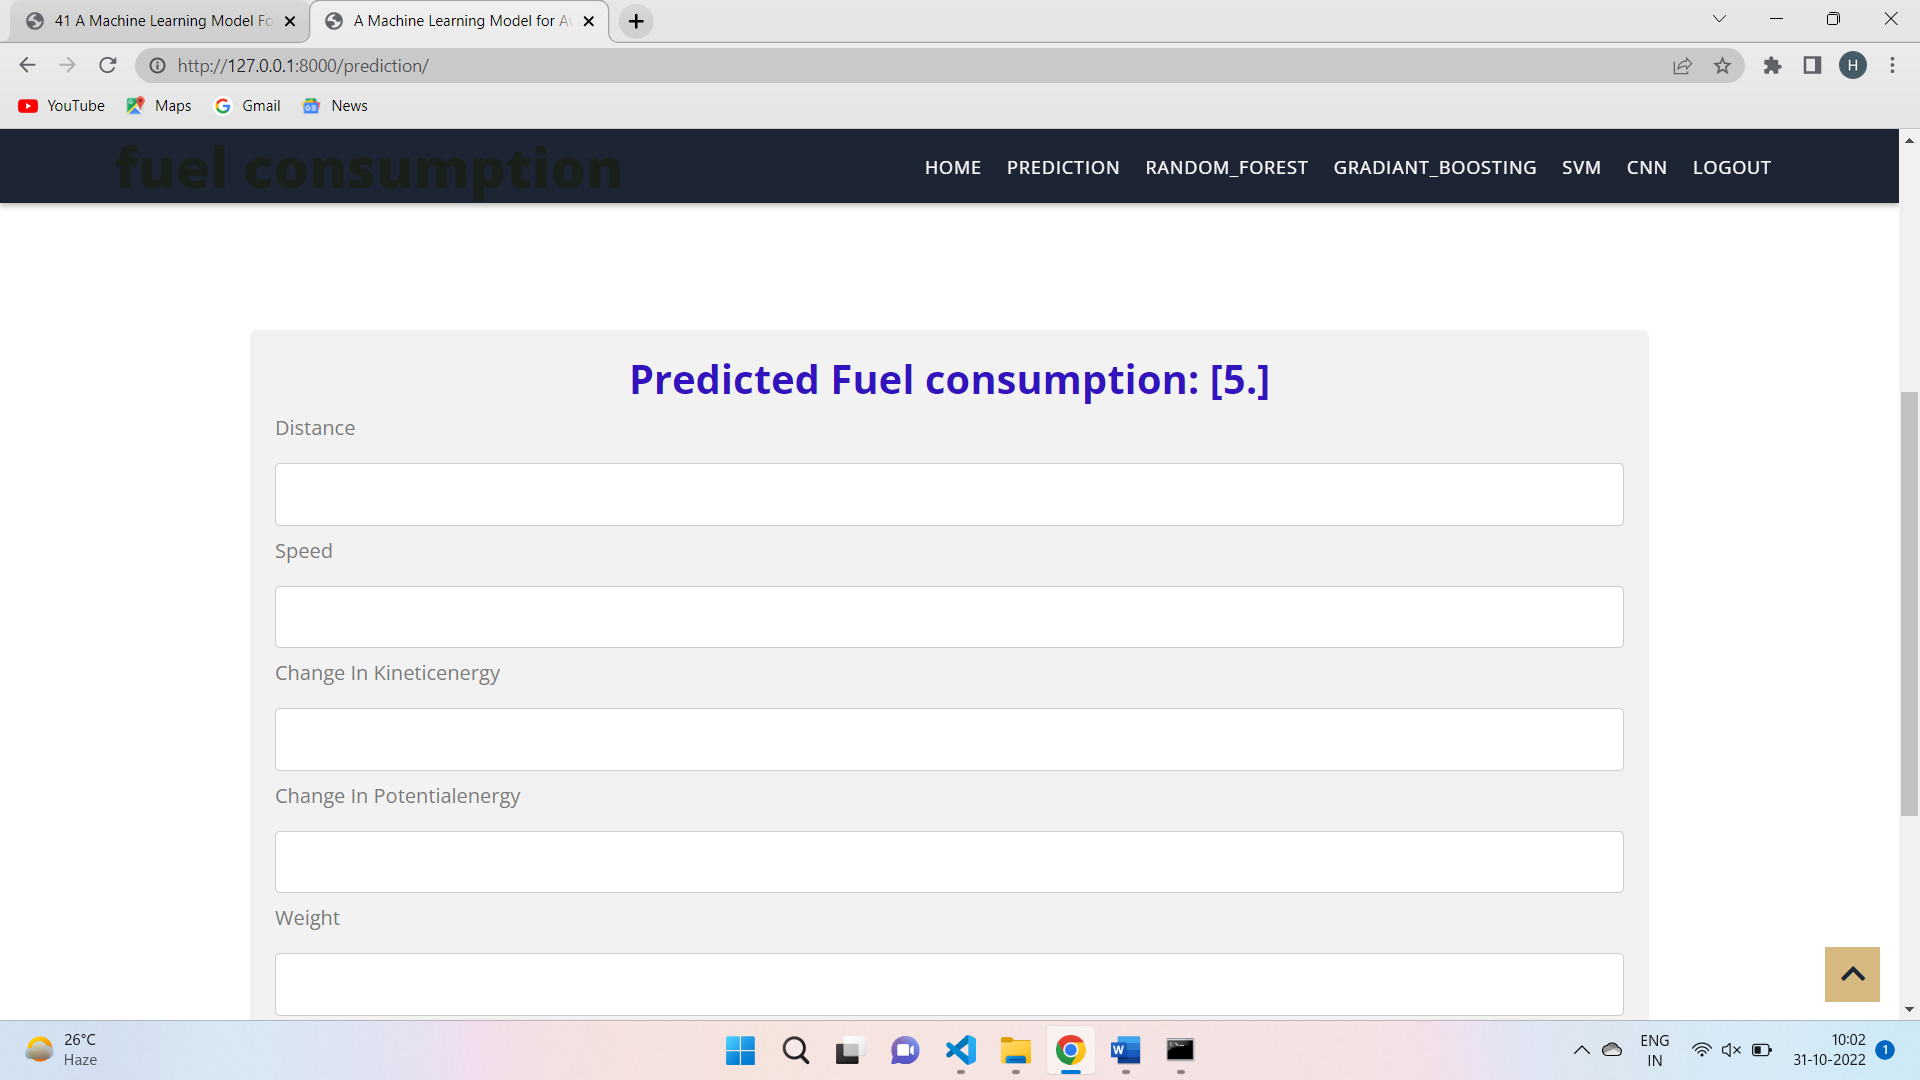 41 A Machine Learning Model Fo
A Machine Learning Model for Av
http://127.0.0.1:8000/prediction/
H
YouTube Maps Gmail News
fuel consumption
HOME PREDICTION RANDOM_FOREST GRADIANT_BOOSTING SVM CNN LOGOUT
Predicted Fuel consumption: [5.]
Distance
Speed
Change In Kineticenergy
Change In Potentialenergy
Weight
26°C
Haze
ENG
IN
10:02
31-10-2022
1